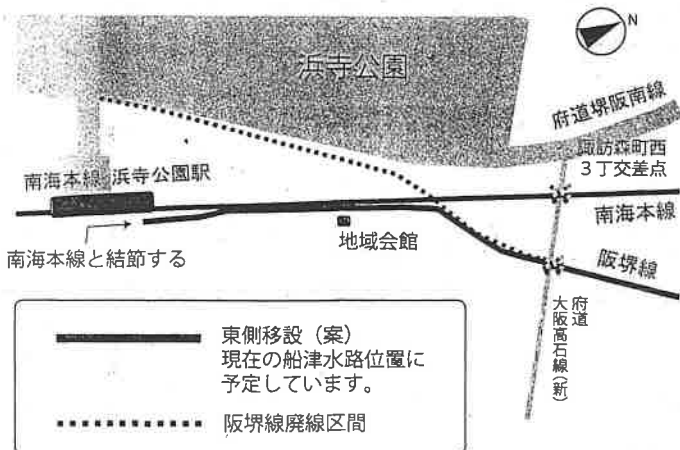 N
浜寺公園
府道堺阪南線
諏訪森町西
３丁交差点
南海本線 浜寺公園駅
南海本線
南海本線と結節する
地域会館
阪堺線
府道
大阪高石線(新)
東側移設（案）
現在の船津水路位置に
予定しています。
阪堺線廃線区間